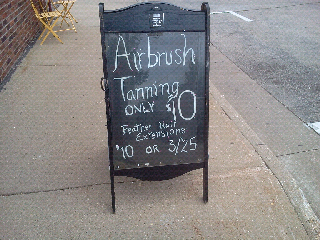 Airbrush
Tanning
ONLY $10
Feather Hair
Extensions
$10 OR 3/25